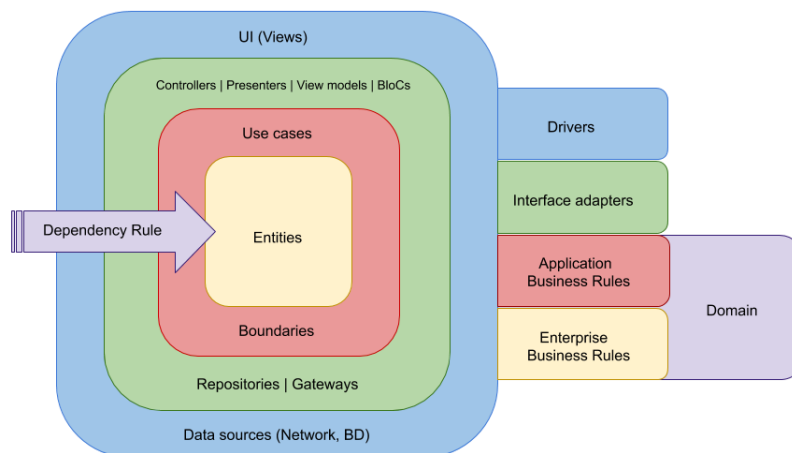 UI (Views)
Controllers | Presenters | View models | BloCs
Use cases
Dependency Rule
Entities
Boundaries
Repositories | Gateways
Data sources (Network, BD)
Drivers
Interface adapters
Application
Business Rules
Enterprise
Business Rules
Domain